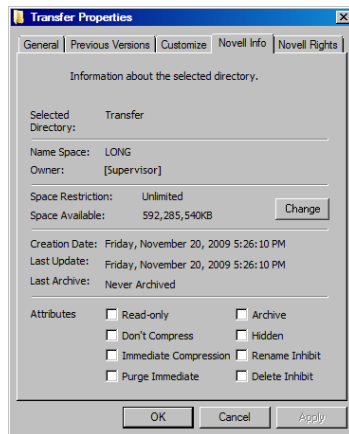 Transfer Properties
General Previous Versions Customize Novell Info Novell Rights
Information about the selected directory.
Selected Directory: Transfer
Name Space: LONG
Owner: [Supervisor]
Space Restriction: Unlimited
Space Available: 592,285,540KB
Change
Creation Date: Friday, November 20, 2009 5:26:10 PM
Last Update: Friday, November 20, 2009 5:26:10 PM
Last Archive: Never Archived
Attributes
Read-only Archive
Don't Compress Hidden
Immediate Compression Rename Inhibit
Purge Immediate Delete Inhibit
OK Cancel Apply